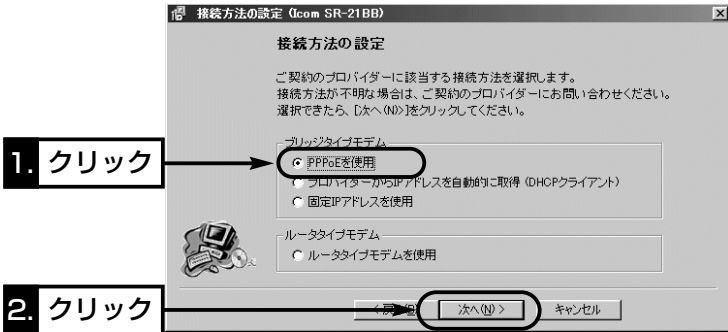 接続方法の設定 (Icom SR-21BB)
接続方法の設定
ご契約のプロバイダーに該当する接続方法を選択します。
接続方法が不明な場合は、ご契約のプロバイダーにお問い合わせください。
選択できたら、[次へ(N)>]をクリックしてください。
ブリッジタイプモデム
1. クリック
PPPoEを使用
プロバイダーからIPアドレスを自動的に取得 (DHCPクライアント)
固定IPアドレスを使用
ルータタイプモデム
ルータタイプモデムを使用
2. クリック
次へ(N) >
キャンセル